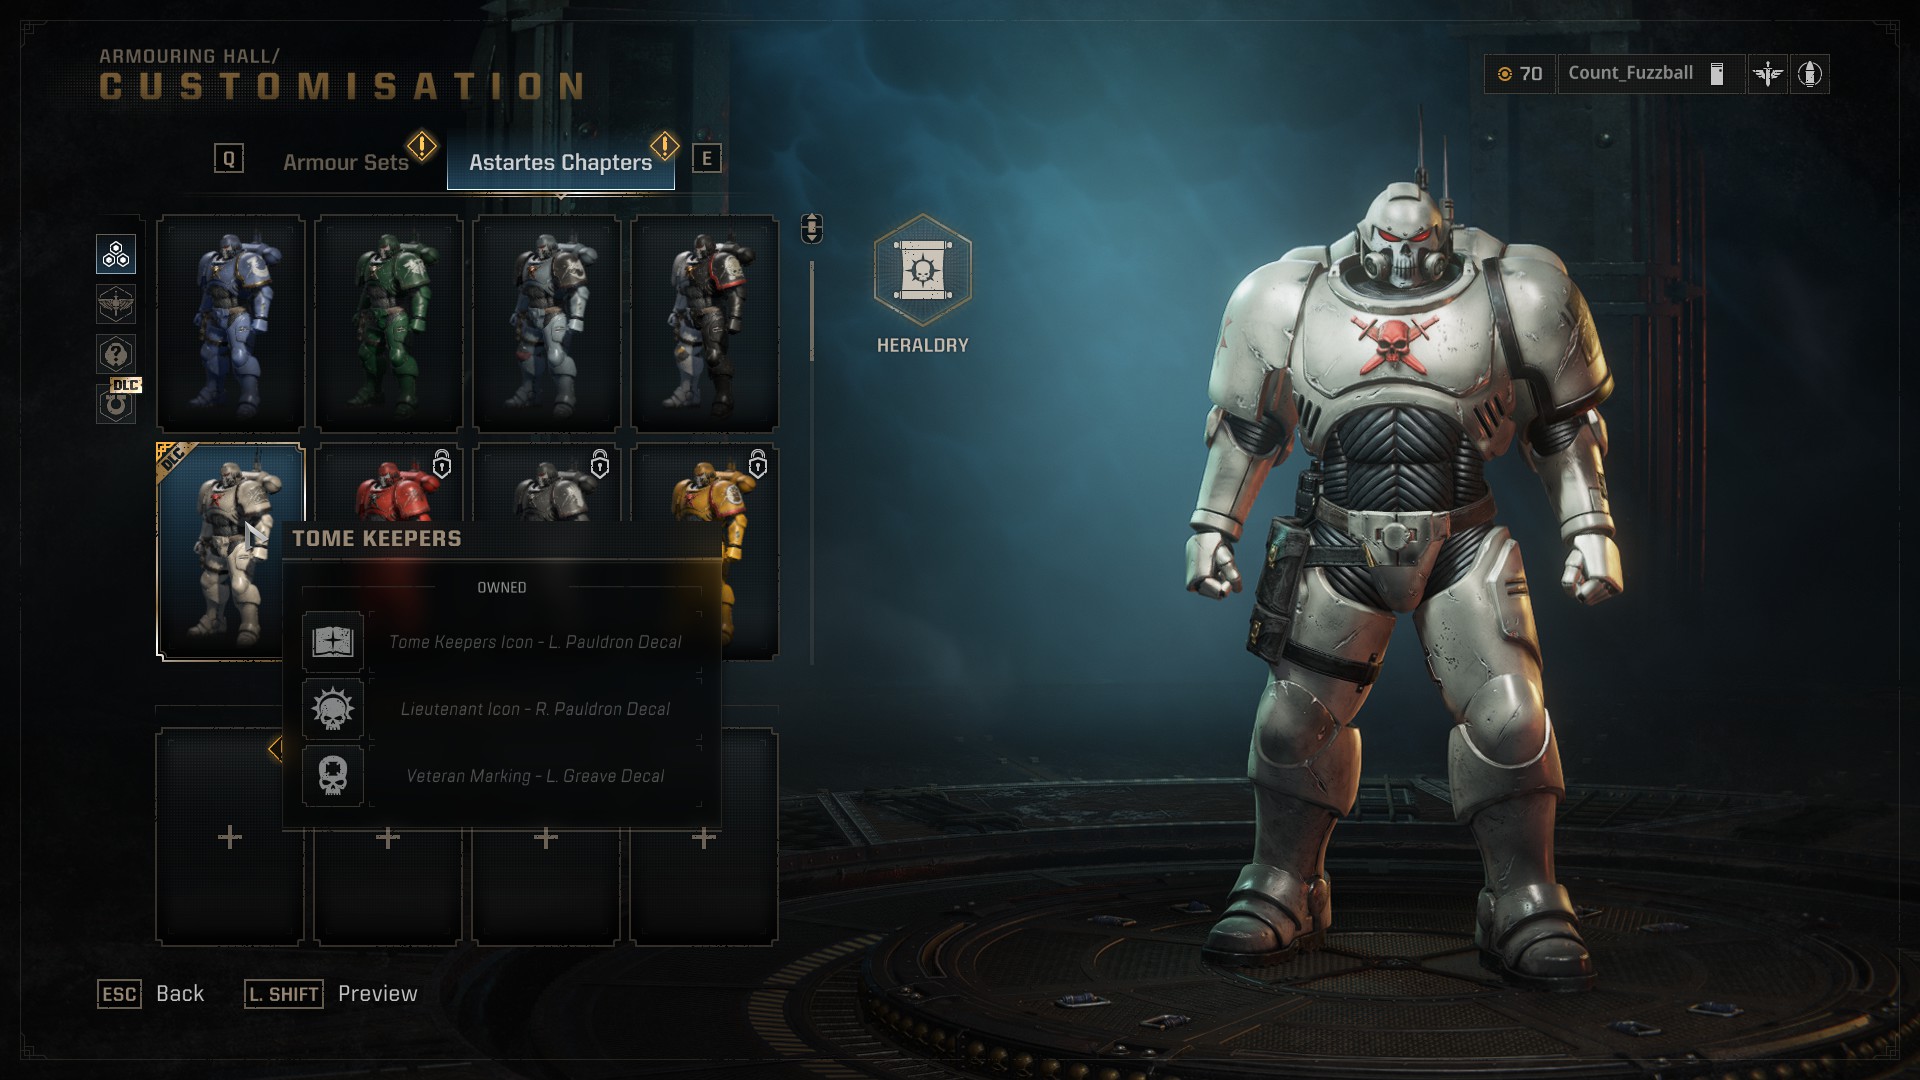 ARMOURING HALL/
CUSTOMISATION
70
Count_Fuzzball
Q
Armour Sets
Astartes Chapters
E
HERALDRY
DLC
DLC
TOME KEEPERS
OWNED
Tome Keepers Icon - L. Pauldron Decal
Lieutenant Icon - R. Pauldron Decal
Veteran Marking - L. Greave Decal
ESC Back
L. SHIFT Preview